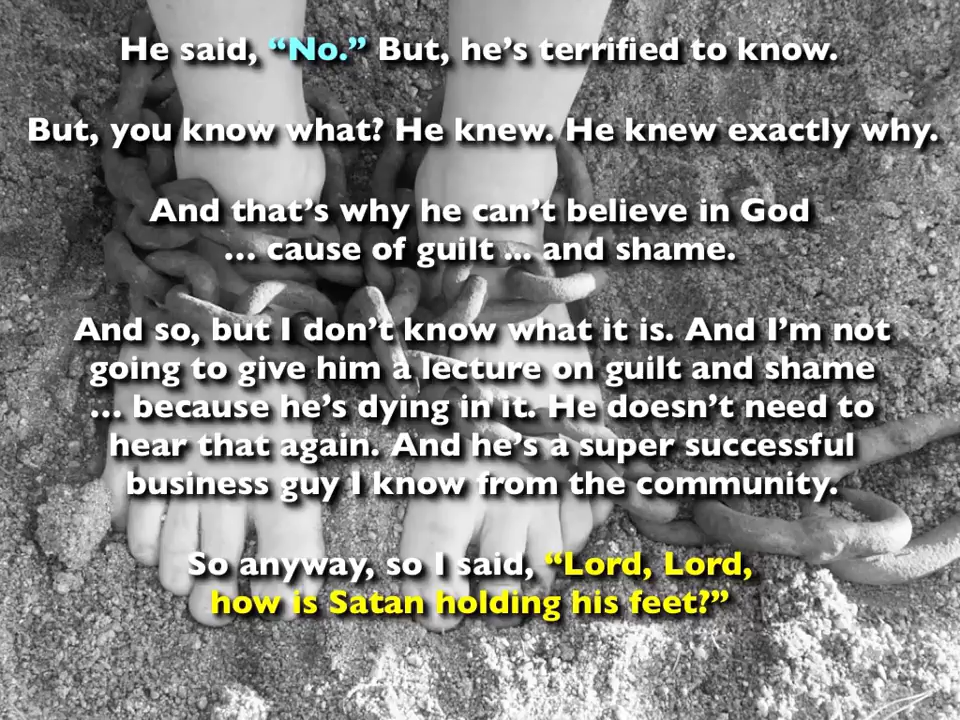 He said, “No.” But, he’s terrified to know.
But, you know what? He knew. He knew exactly why.
And that’s why he can’t believe in God
… cause of guilt ... and shame.
And so, but I don’t know what it is. And I’m not
going to give him a lecture on guilt and shame
… because he’s dying in it. He doesn’t need to
hear that again. And he’s a super successful
business guy I know from the community.
So anyway, so I said, “Lord, Lord,
how is Satan holding his feet?”